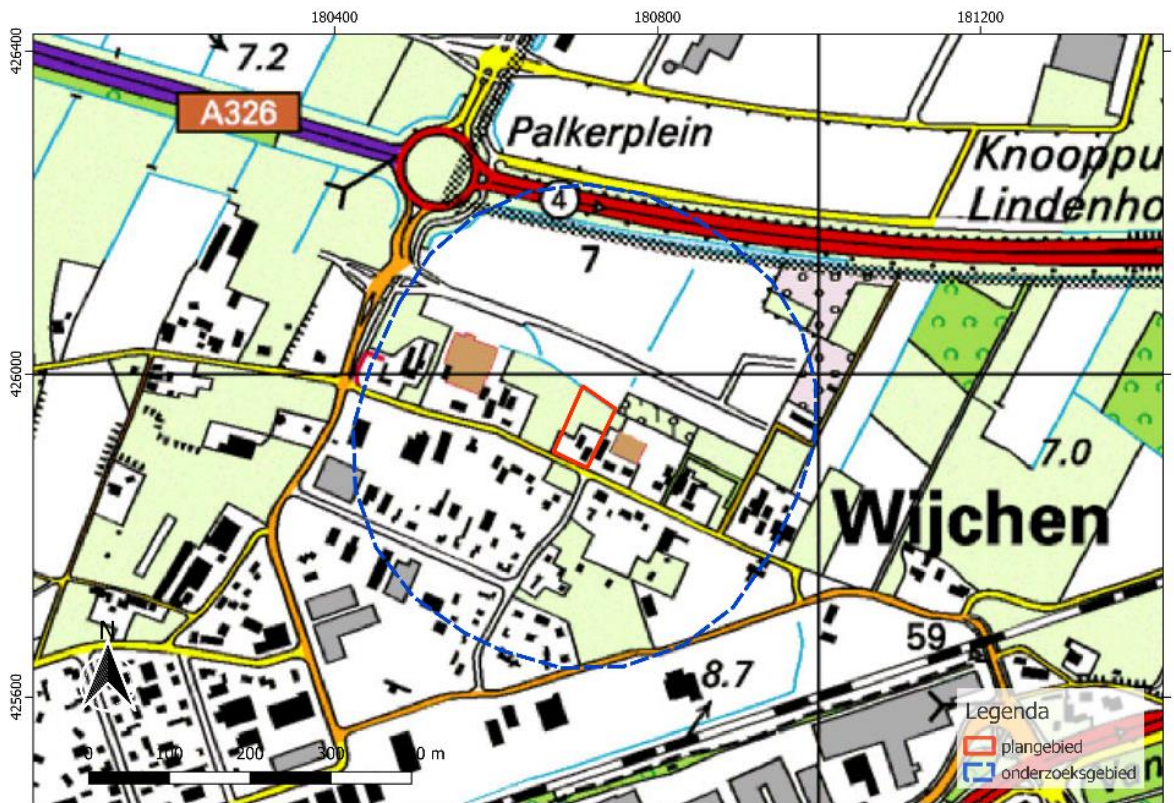 180400 180800 181200
426400
7.2
A326
Palkerplein
Knooppu
Lindenho
4
7
426000
7.0
Wijchen
59
8.7
425600
N
Legenda
plangebied
onderzoeksgebied
0 100 200 300 400 m